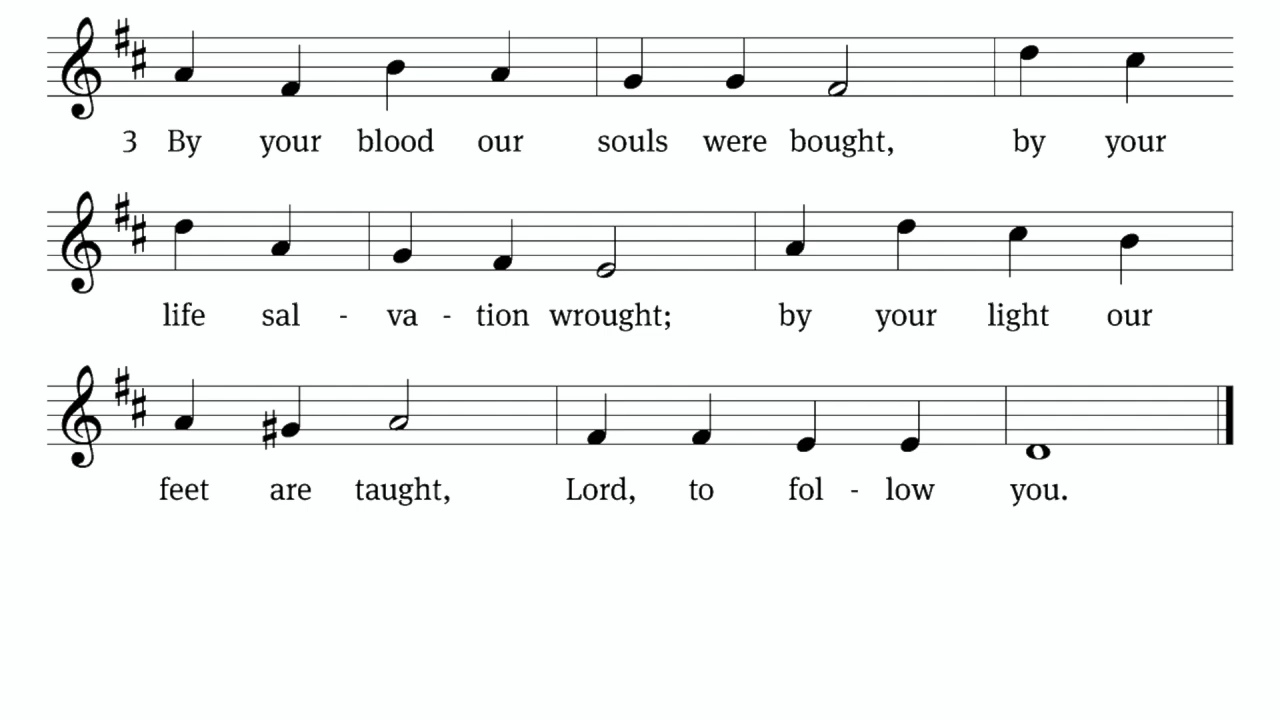 3 By your blood our souls were bought, by your
life sal - va - tion wrought; by your light our
feet are taught, Lord, to fol - low you.